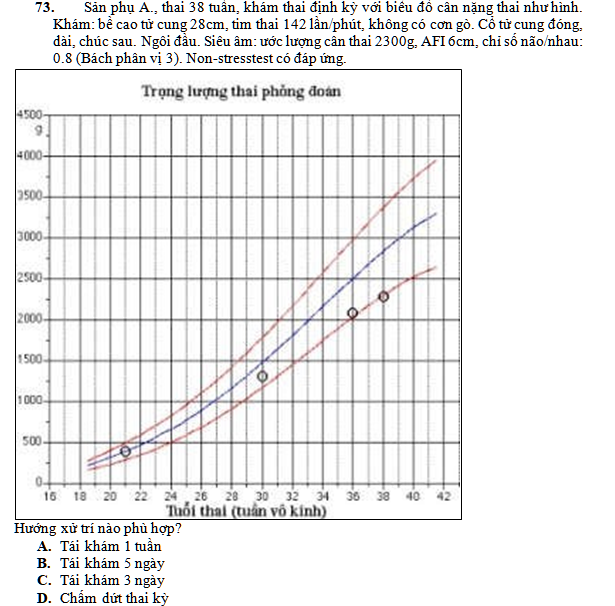 73. Sản phụ A., thai 38 tuần, khám thai định kỳ với biểu đồ cân nặng thai như hình.
Khám: bề cao tử cung 28cm, tim thai 142 lần/phút, không có cơn gò. Cổ tử cung đóng,
dài, chúc sau. Ngôi đầu. Siêu âm: ước lượng cân thai 2300g, AFI 6cm, chỉ số não/nhau:
0.8 (Bách phân vị 3). Non-stresstest có đáp ứng.
Trọng lượng thai phỏng đoán
4500
g
4000
3500
3000
2500
2000
1500
1000
500
0
16 18 20 22 24 26 28 30 32 34 36 38 40 42
Tuổi thai (tuần vô kinh)
Hướng xử trí nào phù hợp?
A. Tái khám 1 tuần
B. Tái khám 5 ngày
C. Tái khám 3 ngày
D. Chấm dứt thai kỳ